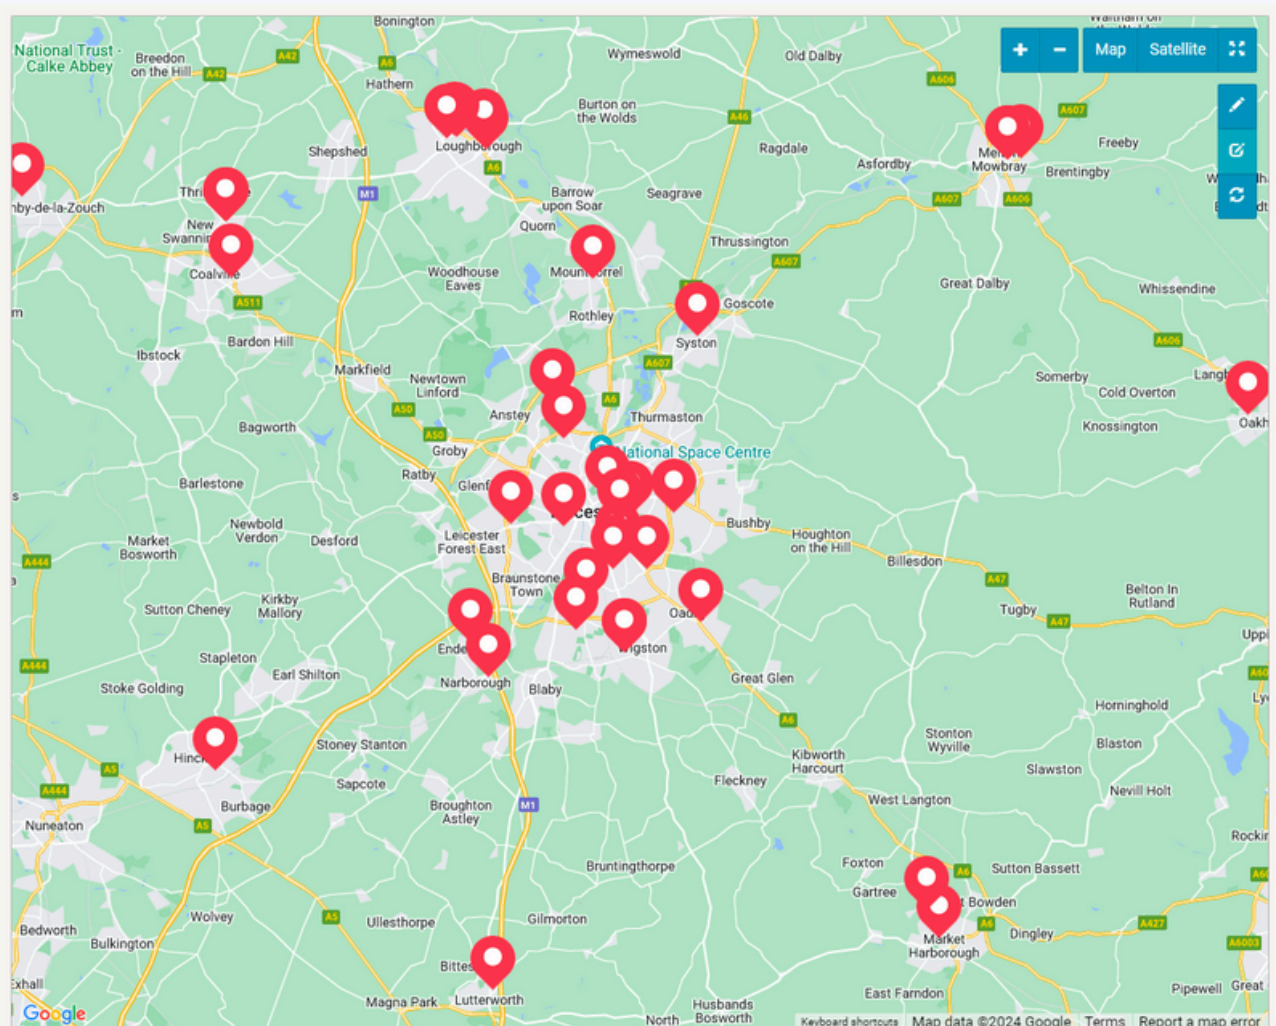 Bonington
National Trust -
Calke Abbey
Breedon
on the Hill
A42
A42
A6
Hathern
Wymeswold
Old Dalby
+
−
Map
Satellite
A606
A607
Burton on
the Wolds
A46
Loughborough
Shepshed
Ragdale
Asfordby
Mowbray
Freeby
Brentingby
A6
M1
Barrow
upon Soar
Seagrave
A607
A606
New
Quorn
Thrussington
Coalville
Woodhouse
Eaves
A607
Great Dalby
Whissendine
A511
Rothley
Goscote
Syston
Bardon Hill
Ibstock
Markfield
Newtown
Linford
A607
A606
Somerby
Cold Overton
A50
A6
Anstey
Thurmaston
Knossington
Bagworth
A50
Groby
National Space Centre
Ratby
Barlestone
Newbold
Verdon
Desford
Market
Bosworth
Leicester
Forest East
Bushby
Houghton
on the Hill
Billesdon
A444
Braunstone
Town
A47
Belton In
Rutland
Sutton Cheney
Kirkby
Mallory
Tugby
A47
Wigston
Stapleton
A444
Earl Shilton
Stoke Golding
Narborough
Blaby
Great Glen
A6
Horninghold
Stoney Stanton
Stonton
Wyville
Blaston
Kibworth
Harcourt
Slawston
A5
Sapcote
Fleckney
Nevill Holt
A444
Burbage
Broughton
Astley
M1
West Langton
Nuneaton
A5
Bruntingthorpe
Foxton
A6
Sutton Bassett
Gartree
Bowden
Wolvey
A5
Ullesthorpe
Gilmorton
A6
Dingley
A427
Bedworth
Bulkington
Market
Harborough
A6003
Magna Park
Lutterworth
Husbands
Bosworth
East Farndon
Pipewell
Great
North
Google
Keyboard shortcuts
Map data ©2024 Google
Terms
Report a map error